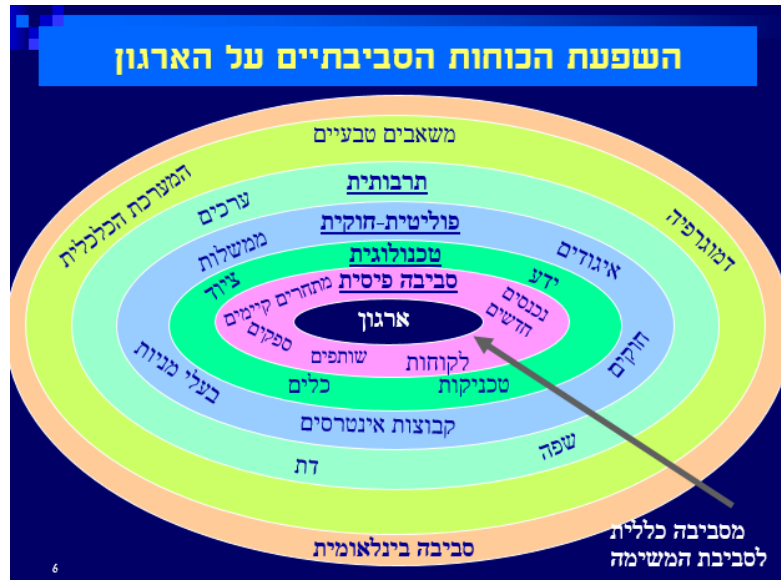 השפעת הכוחות הסביבתיים על הארגון
משאבים טבעיים
המערכת הכלכלית
דמוגרפיה
תרבותית
ערכים
פוליטית-חוקית
ממשלות
איגודים
טכנולוגית
ציוד
ידע
סביבה פיסית
מתחרים קיימים
נכנסים
חדשים
ארגון
ספקים
שותפים
לקוחות
חוקים
בעלי מניות
כלים
טכניקות
קבוצות אינטרסים
שפה
דת
מסביבה כללית
לסביבת המשימה
סביבה בינלאומית
6